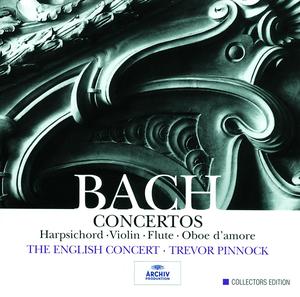 BACH
CONCERTOS
Harpsichord · Violin · Flute · Oboe d'amore
THE ENGLISH CONCERT · TREVOR PINNOCK
ARCHIV
PRODUKTION
COLLECTORS EDITION